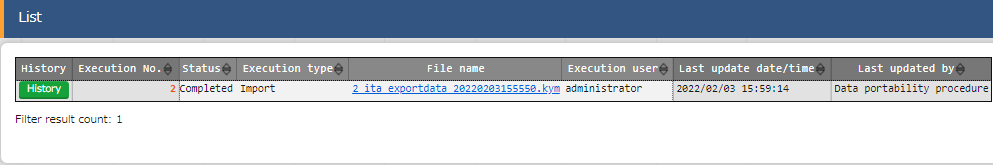 List
History Execution No. Status Execution type File name Execution user Last update date/time Last updated by
History 2 Completed Import 2_ita_exportdata_20220203155550.kym administrator 2022/02/03 15:59:14 Data portability procedure
Filter result count: 1